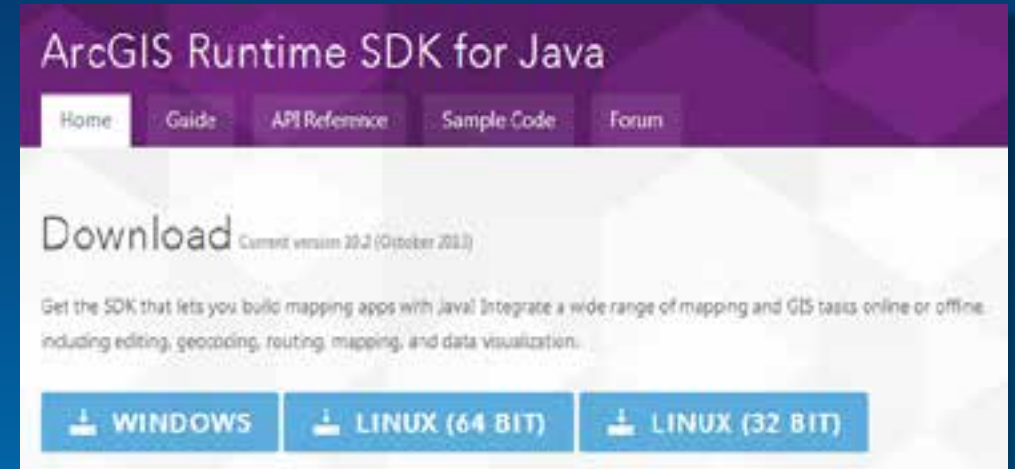 ArcGIS Runtime SDK for Java
Home Guide API Reference Sample Code Forum
Download Current version 10.2 (October 2013)
Get the SDK that lets you build mapping apps with Java! Integrate a wide range of mapping and GIS tasks online or offline
including editing, geocoding, routing, mapping, and data visualization.
WINDOWS LINUX (64 BIT) LINUX (32 BIT)